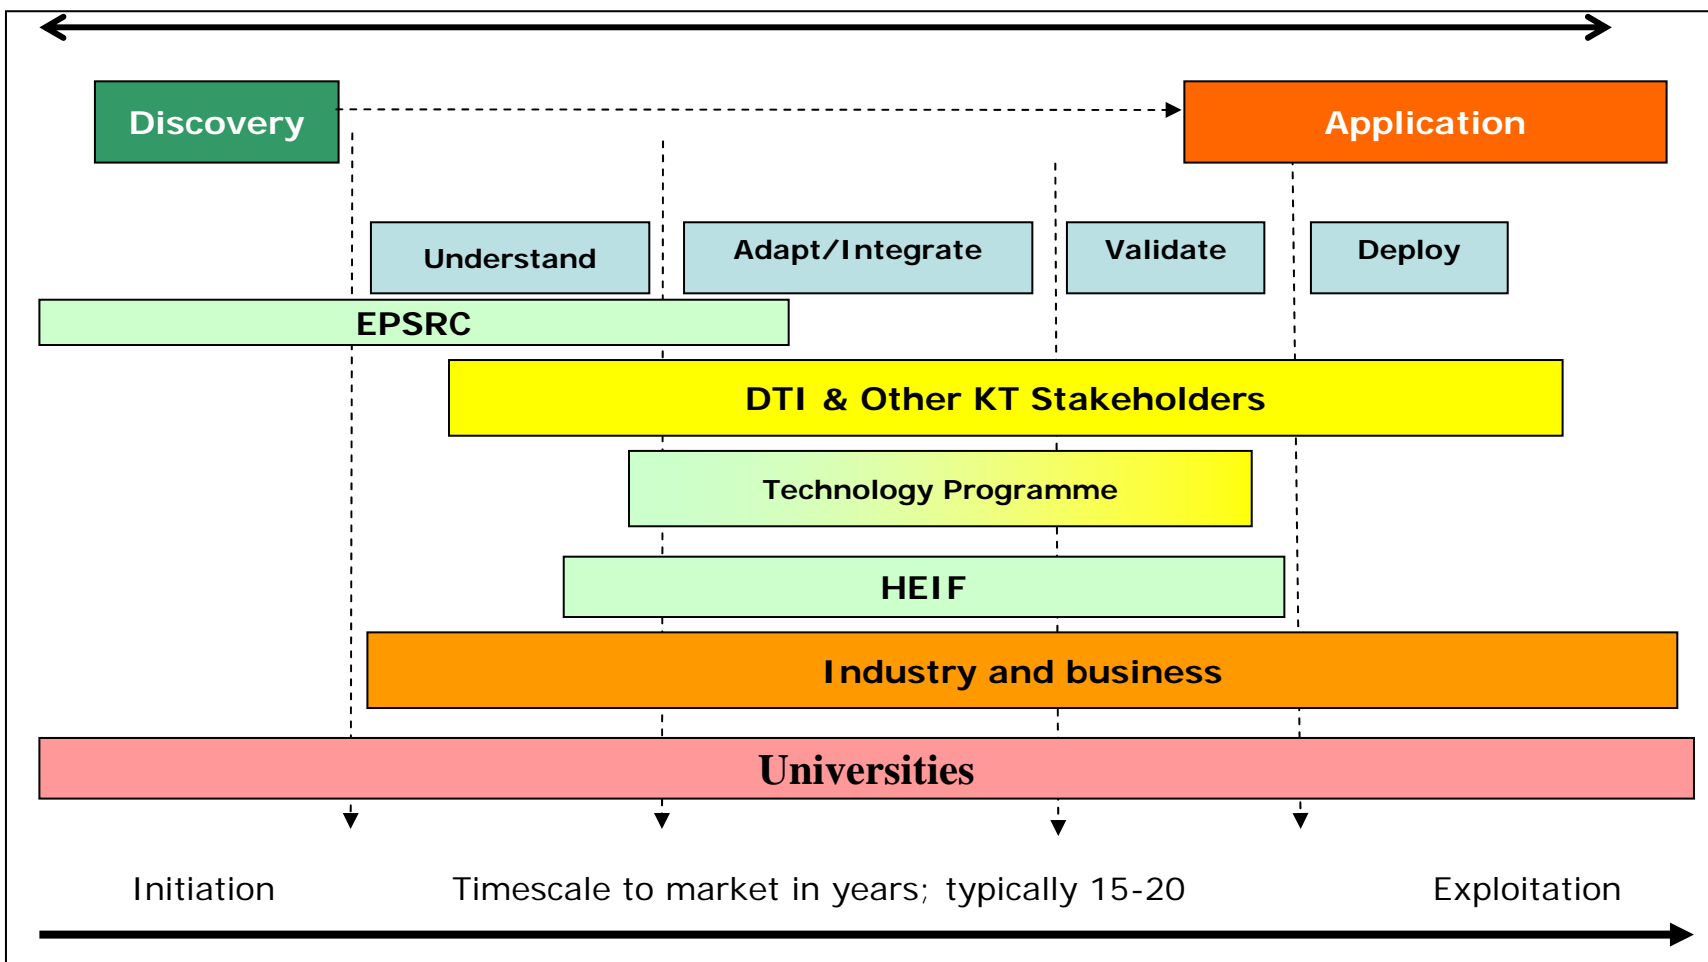 Discovery
Application
Understand
Adapt/Integrate
Validate
Deploy
EPSRC
DTI & Other KT Stakeholders
Technology Programme
HEIF
Industry and business
Universities
Initiation
Timescale to market in years; typically 15-20
Exploitation